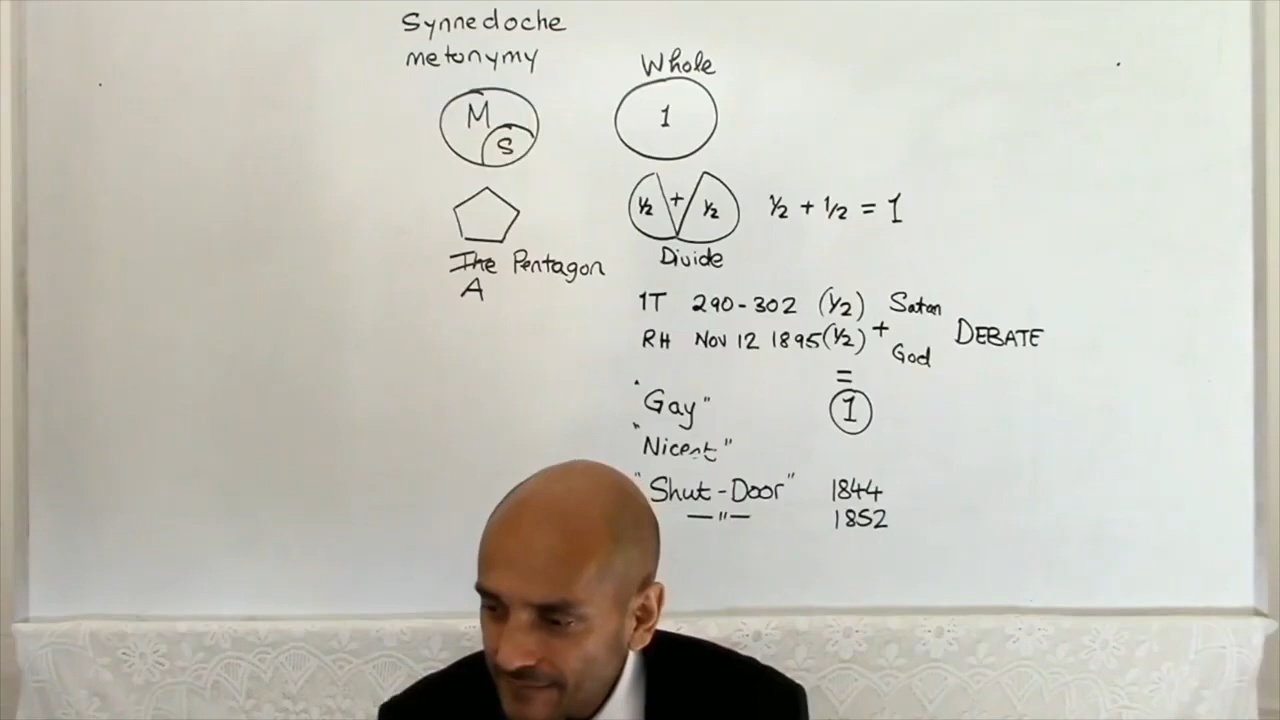 Synnedoche
metonymy
M
S
The Pentagon
A
Whole
1
½ + ½
½ + ½ = 1
Divide
1T 290-302 (½) Satan
RH Nov 12 1895 (½) + God
DEBATE
=
1
"Gay"
"Nicent"
"Shut-Door" 1844
—"— 1852